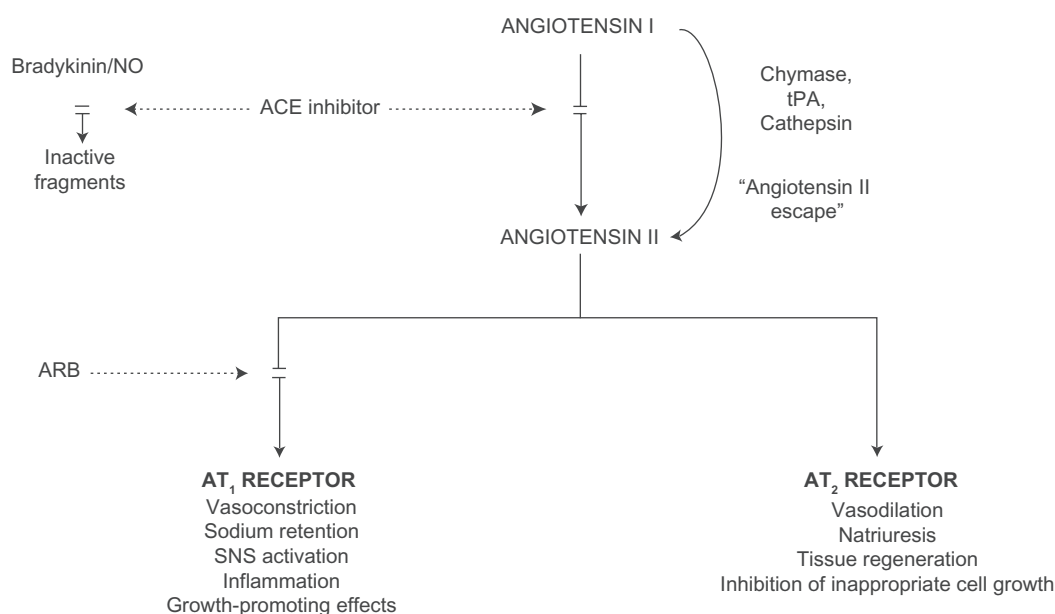 ANGIOTENSIN I
Bradykinin/NO
ACE inhibitor
Chymase,
tPA,
Cathepsin
Inactive
fragments
“Angiotensin II
escape”
ANGIOTENSIN II
ARB
AT₁ RECEPTOR
Vasoconstriction
Sodium retention
SNS activation
Inflammation
Growth-promoting effects
AT₂ RECEPTOR
Vasodilation
Natriuresis
Tissue regeneration
Inhibition of inappropriate cell growth